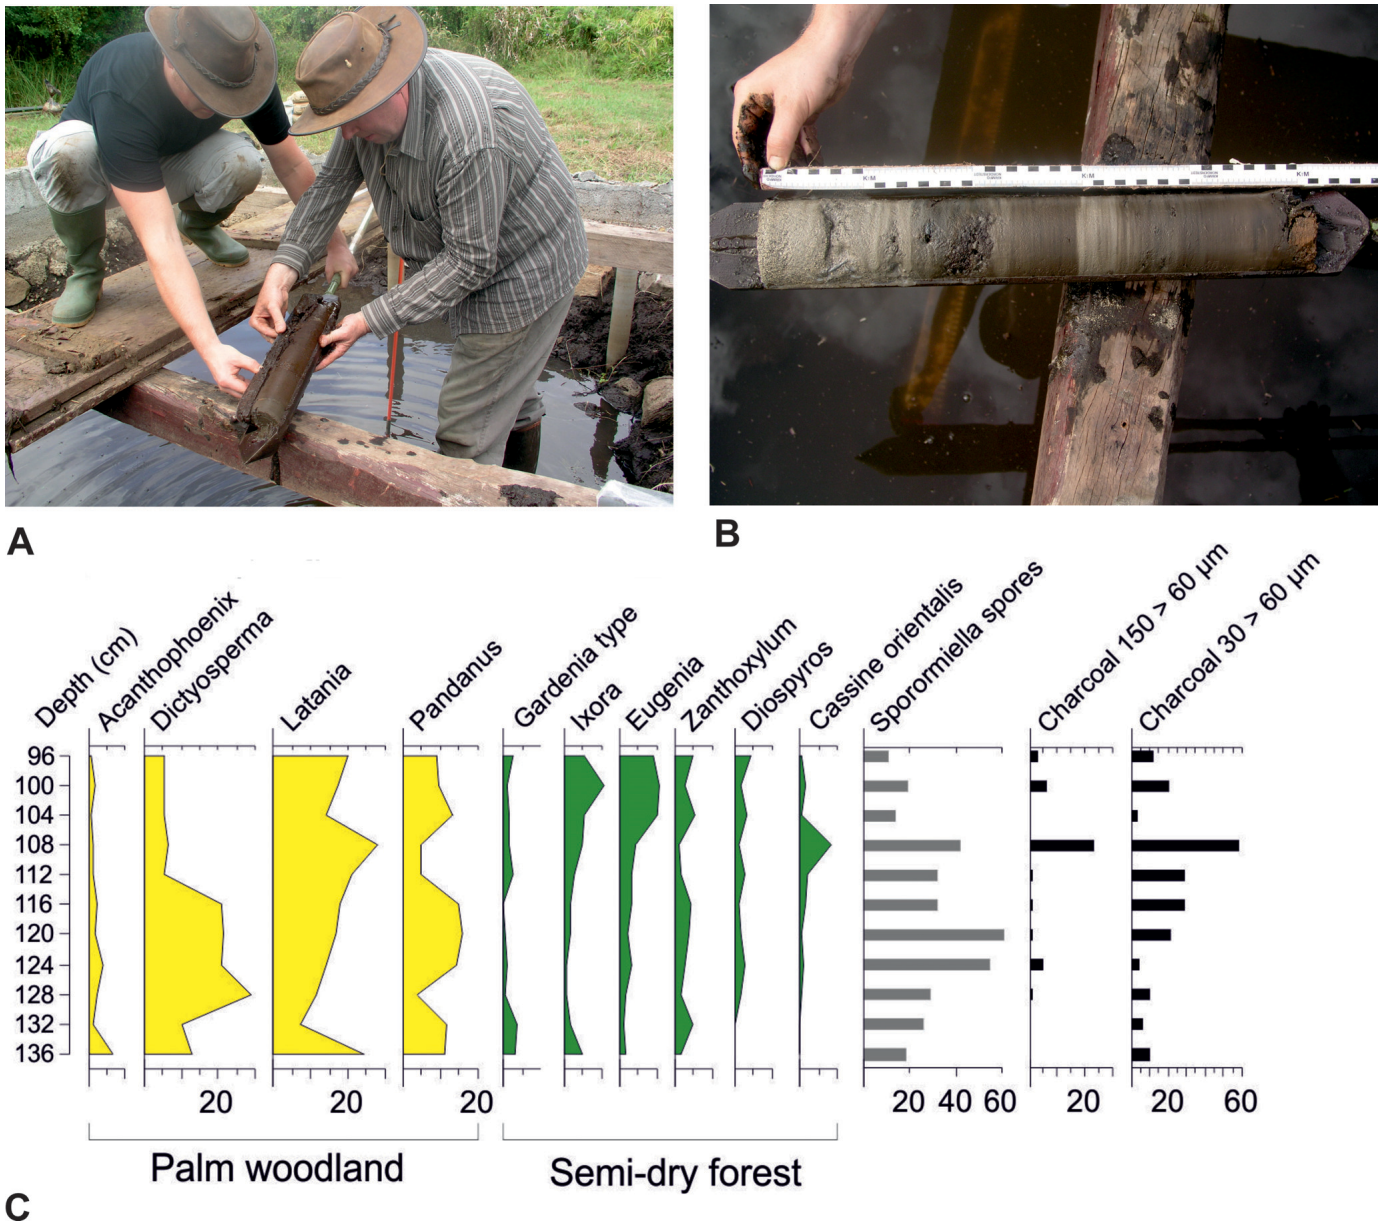 K|M
K|M
K|M
A
B
Depth (cm)
Acanthophoenix
Dictyosperma
Latania
Pandanus
Gardenia type
Ixora
Eugenia
Zanthoxylum
Diospyros
Cassine orientalis
Sporormiella spores
Charcoal 150 > 60 µm
Charcoal 30 > 60 µm
96
100
104
108
112
116
120
124
128
132
136
20 20 20 20 40 60 20 20 60
Palm woodland Semi-dry forest
C